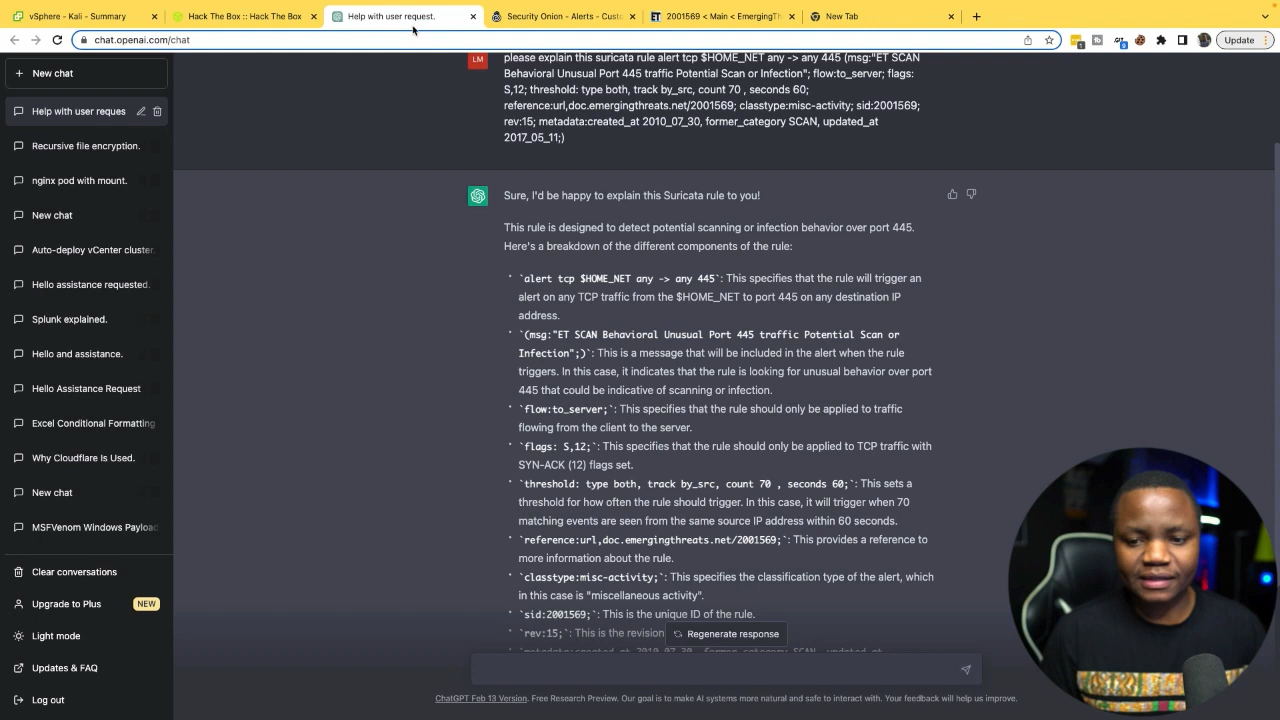 vSphere - Kali - Summary
Hack The Box :: Hack The Box
Help with user request.
Security Onion - Alerts - Custo
2001569 < Main < EmergingTh
New Tab
chat.openai.com/chat
Update
New chat
Help with user reques
Recursive file encryption.
nginx pod with mount.
New chat
Auto-deploy vCenter cluster.
Hello assistance requested.
Splunk explained.
Hello and assistance.
Hello Assistance Request
Excel Conditional Formatting
Why Cloudflare Is Used.
New chat
MSFVenom Windows Payload
Clear conversations
Upgrade to Plus NEW
Light mode
Updates & FAQ
Log out
LM
please explain this suricata rule alert tcp $HOME_NET any -> any 445 (msg:"ET SCAN
Behavioral Unusual Port 445 traffic Potential Scan or Infection"; flow:to_server; flags:
S,12; threshold: type both, track by_src, count 70 , seconds 60;
reference:url,doc.emergingthreats.net/2001569; classtype:misc-activity; sid:2001569;
rev:15; metadata:created_at 2010_07_30, former_category SCAN, updated_at
2017_05_11;)
Sure, I'd be happy to explain this Suricata rule to you!
This rule is designed to detect potential scanning or infection behavior over port 445.
Here's a breakdown of the different components of the rule:
• `alert tcp $HOME_NET any -> any 445`: This specifies that the rule will trigger an
alert on any TCP traffic from the $HOME_NET to port 445 on any destination IP
address.
• `(msg:"ET SCAN Behavioral Unusual Port 445 traffic Potential Scan or
Infection";)`: This is a message that will be included in the alert when the rule
triggers. In this case, it indicates that the rule is looking for unusual behavior over port
445 that could be indicative of scanning or infection.
• `flow:to_server;`: This specifies that the rule should only be applied to traffic
flowing from the client to the server.
• `flags: S,12;`: This specifies that the rule should only be applied to TCP traffic with
SYN-ACK (12) flags set.
• `threshold: type both, track by_src, count 70 , seconds 60;`: This sets a
threshold for how often the rule should trigger. In this case, it will trigger when 70
matching events are seen from the same source IP address within 60 seconds.
• `reference:url,doc.emergingthreats.net/2001569;`: This provides a reference to
more information about the rule.
• `classtype:misc-activity;`: This specifies the classification type of the alert, which
in this case is "miscellaneous activity".
• `sid:2001569;`: This is the unique ID of the rule.
• `rev:15;`: This is the revision
Regenerate response
ChatGPT Feb 13 Version. Free Research Preview. Our goal is to make AI systems more natural and safe to interact with. Your feedback will help us improve.